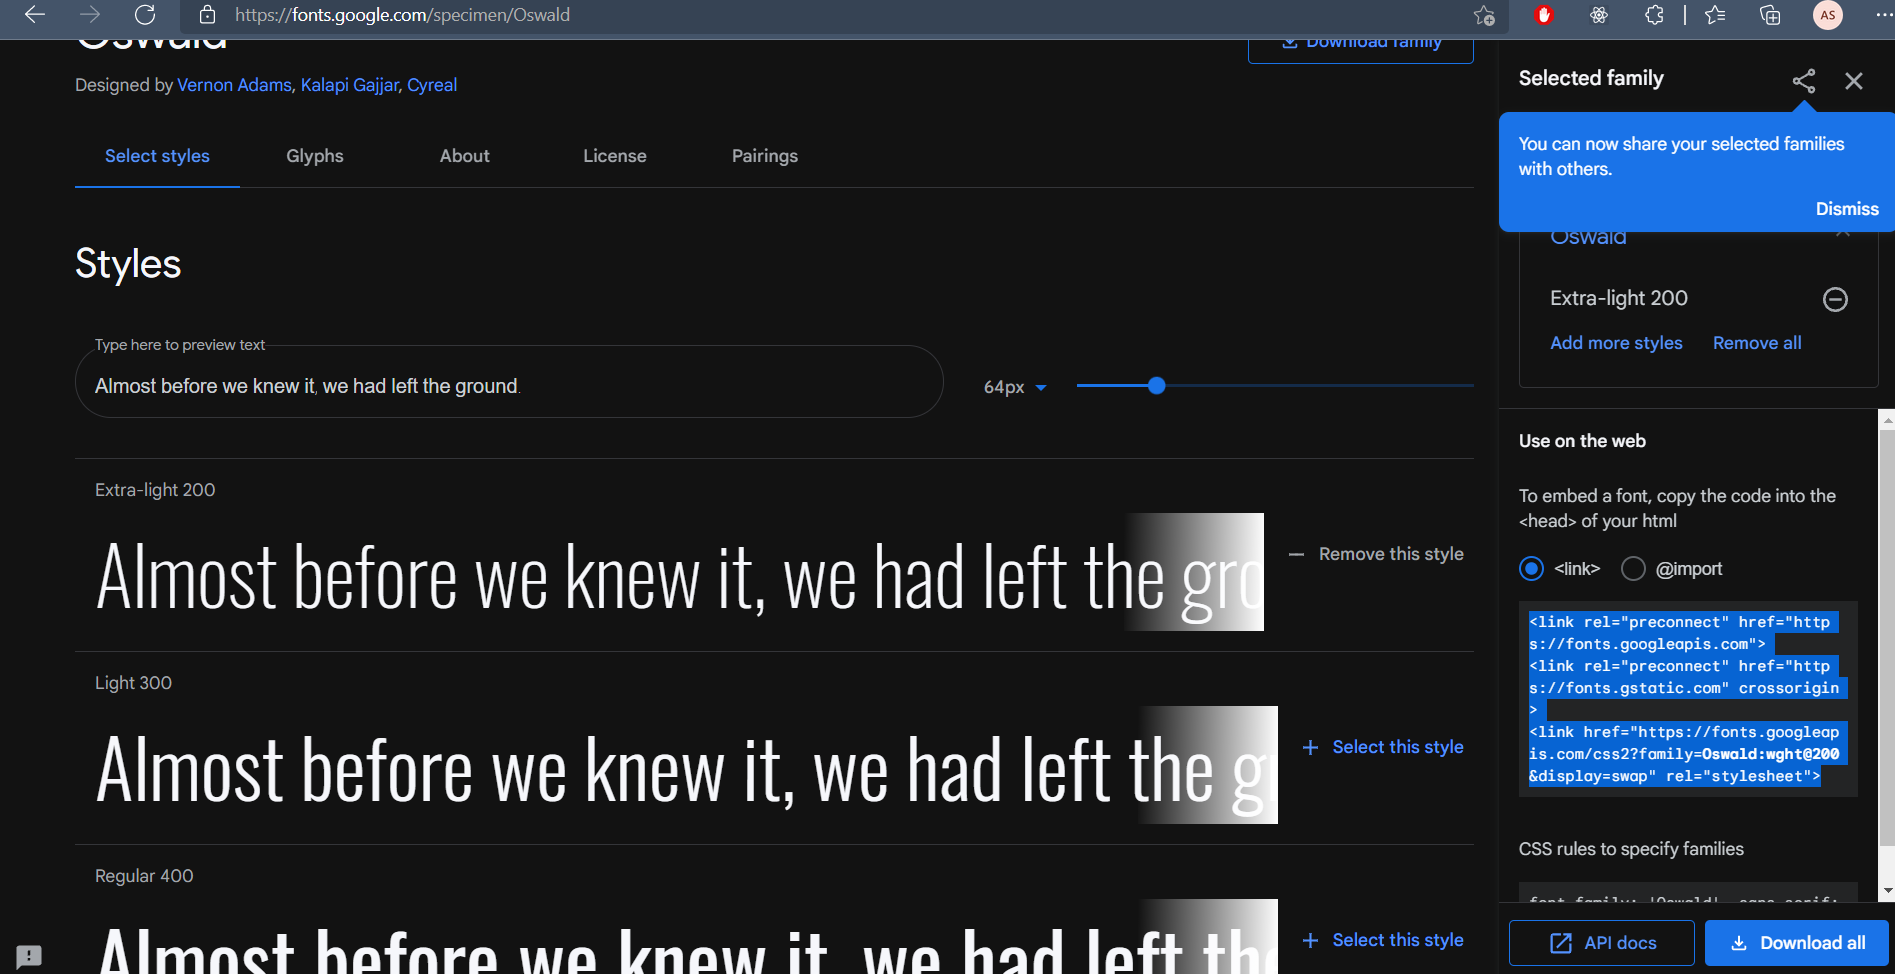 https://fonts.google.com/specimen/Oswald
AS
Oswald
Download family
Designed by Vernon Adams, Kalapi Gajjar, Cyreal
Select styles
Glyphs
About
License
Pairings
Styles
Type here to preview text
Almost before we knew it, we had left the ground.
64px
Extra-light 200
Almost before we knew it, we had left the gro
Remove this style
Light 300
Almost before we knew it, we had left the gr
Select this style
Regular 400
Almost before we knew it, we had left the
Select this style
Selected family
You can now share your selected families
with others.
Dismiss
Oswald
Extra-light 200
Add more styles
Remove all
Use on the web
To embed a font, copy the code into the
<head> of your html
<link>
@import
<link rel="preconnect" href="http
s://fonts.googleapis.com">
<link rel="preconnect" href="http
s://fonts.gstatic.com" crossorigin
>
<link href="https://fonts.googleap
is.com/css2?family=Oswald:wght@200
&display=swap" rel="stylesheet">
CSS rules to specify families
font-family: 'Oswald', sans-serif;
API docs
Download all